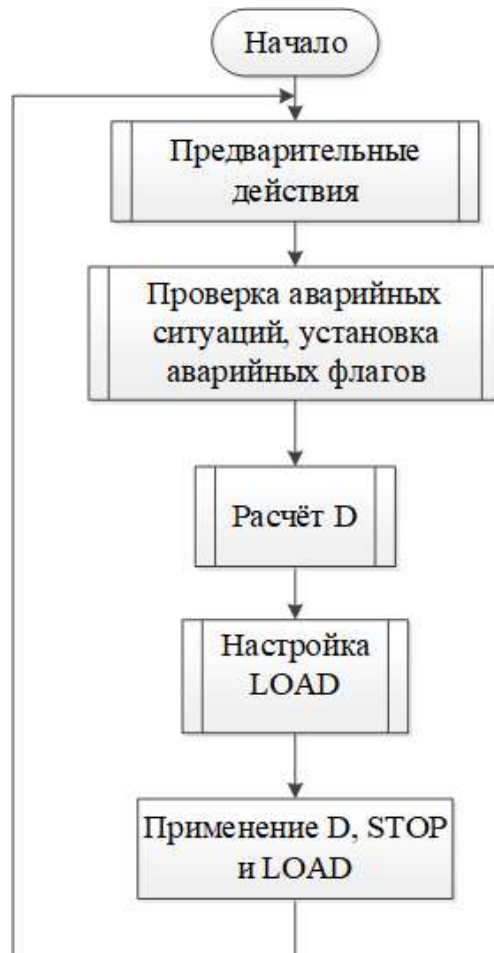 Начало
Предварительные
действия
Проверка аварийных
ситуаций, установка
аварийных флагов
Расчёт D
Настройка
LOAD
Применение D, STOP
и LOAD